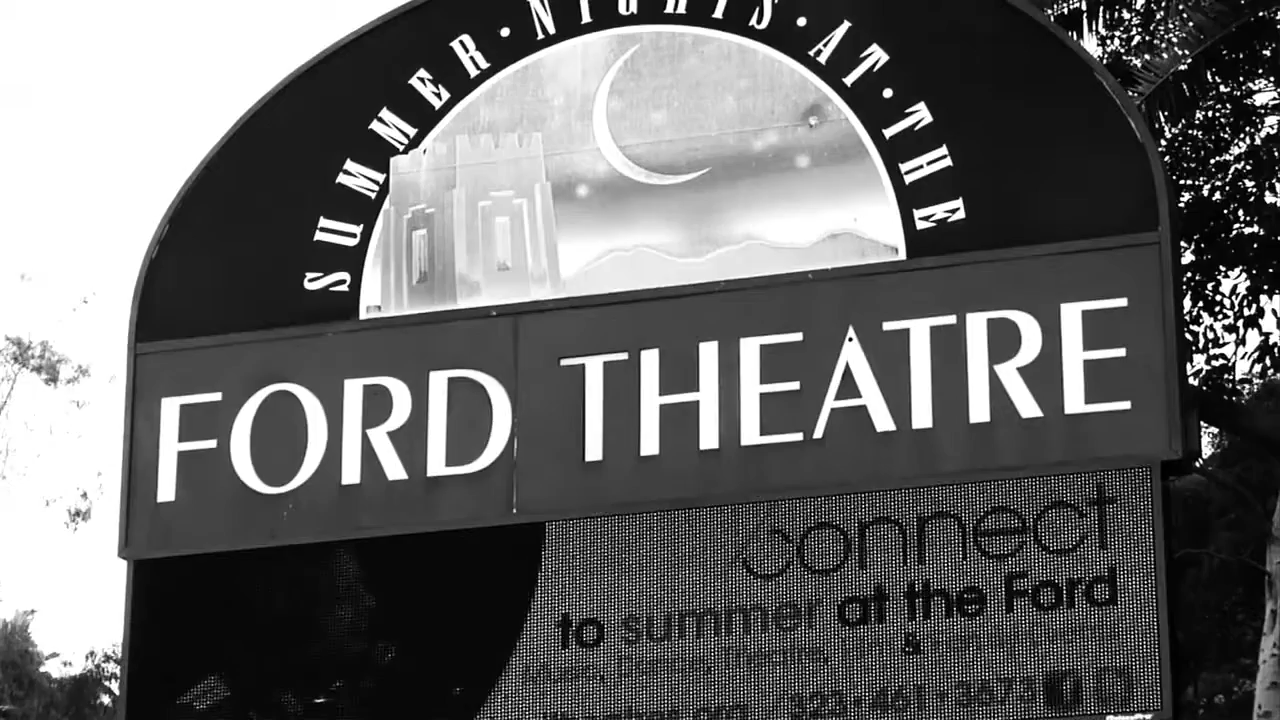 SUMMER·NIGHTS·AT·THE
FORD THEATRE
Connect
to summer at the Ford
&